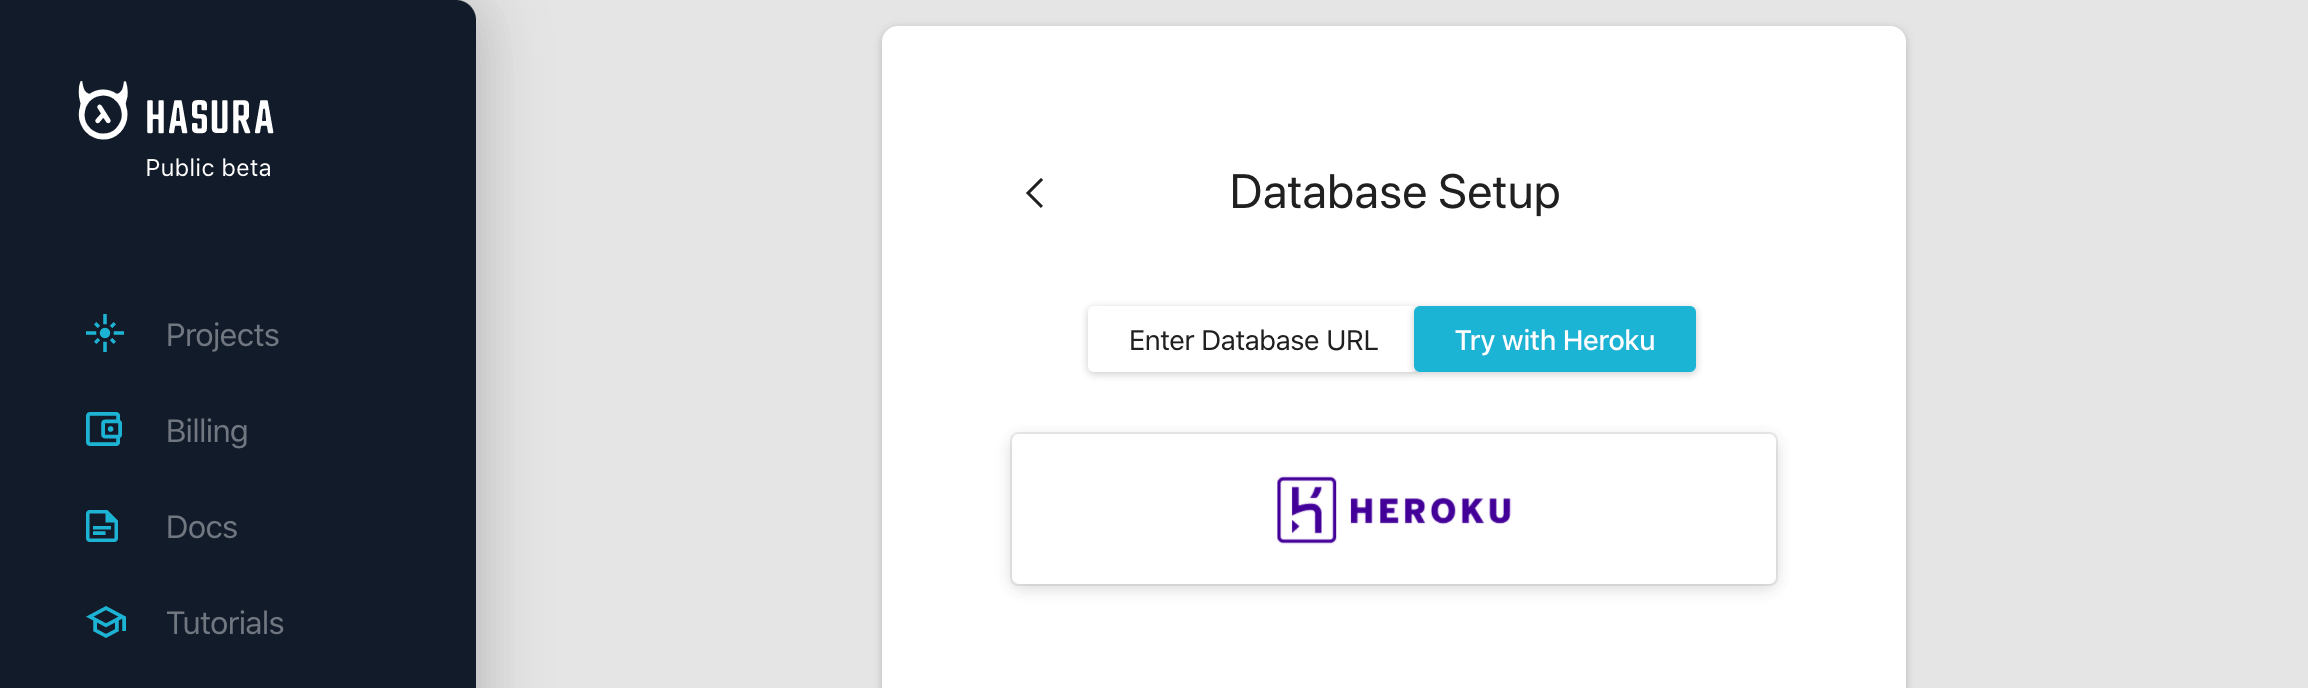 HASURA
Public beta
Projects
Billing
Docs
Tutorials
Database Setup
Enter Database URL
Try with Heroku
HEROKU